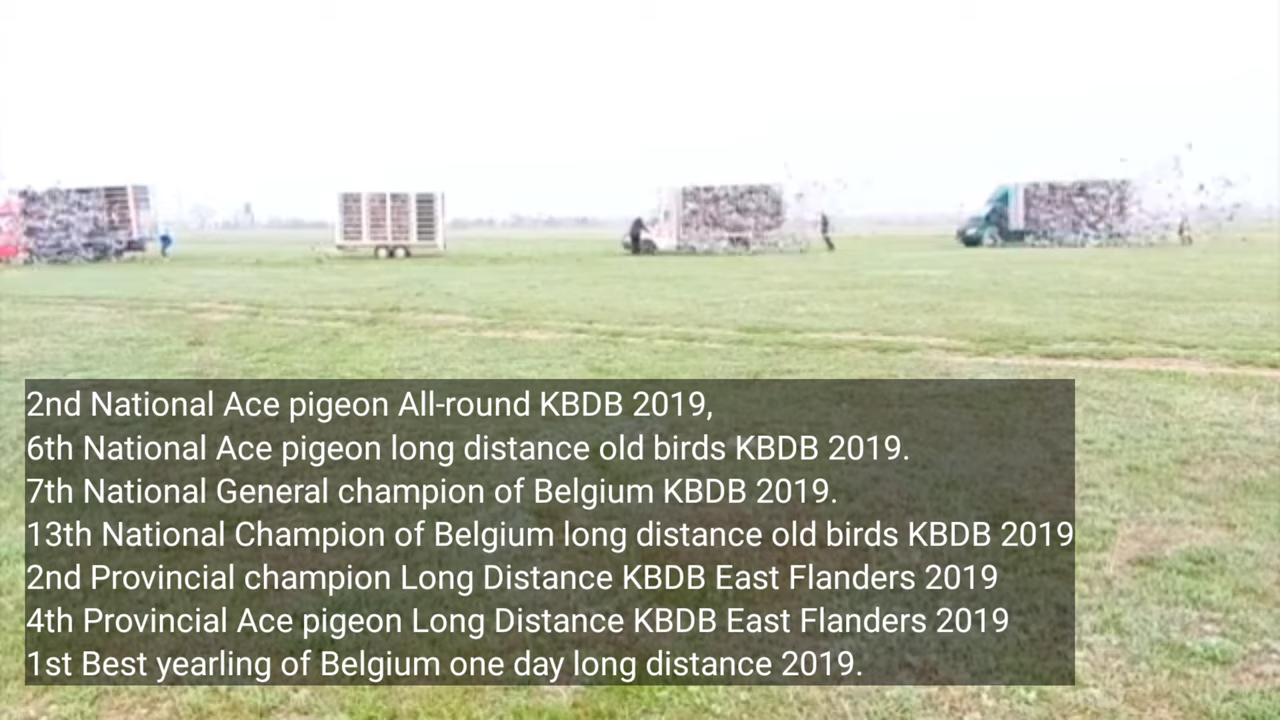 2nd National Ace pigeon All-round KBDB 2019,
6th National Ace pigeon long distance old birds KBDB 2019.
7th National General champion of Belgium KBDB 2019.
13th National Champion of Belgium long distance old birds KBDB 2019
2nd Provincial champion Long Distance KBDB East Flanders 2019
4th Provincial Ace pigeon Long Distance KBDB East Flanders 2019
1st Best yearling of Belgium one day long distance 2019.